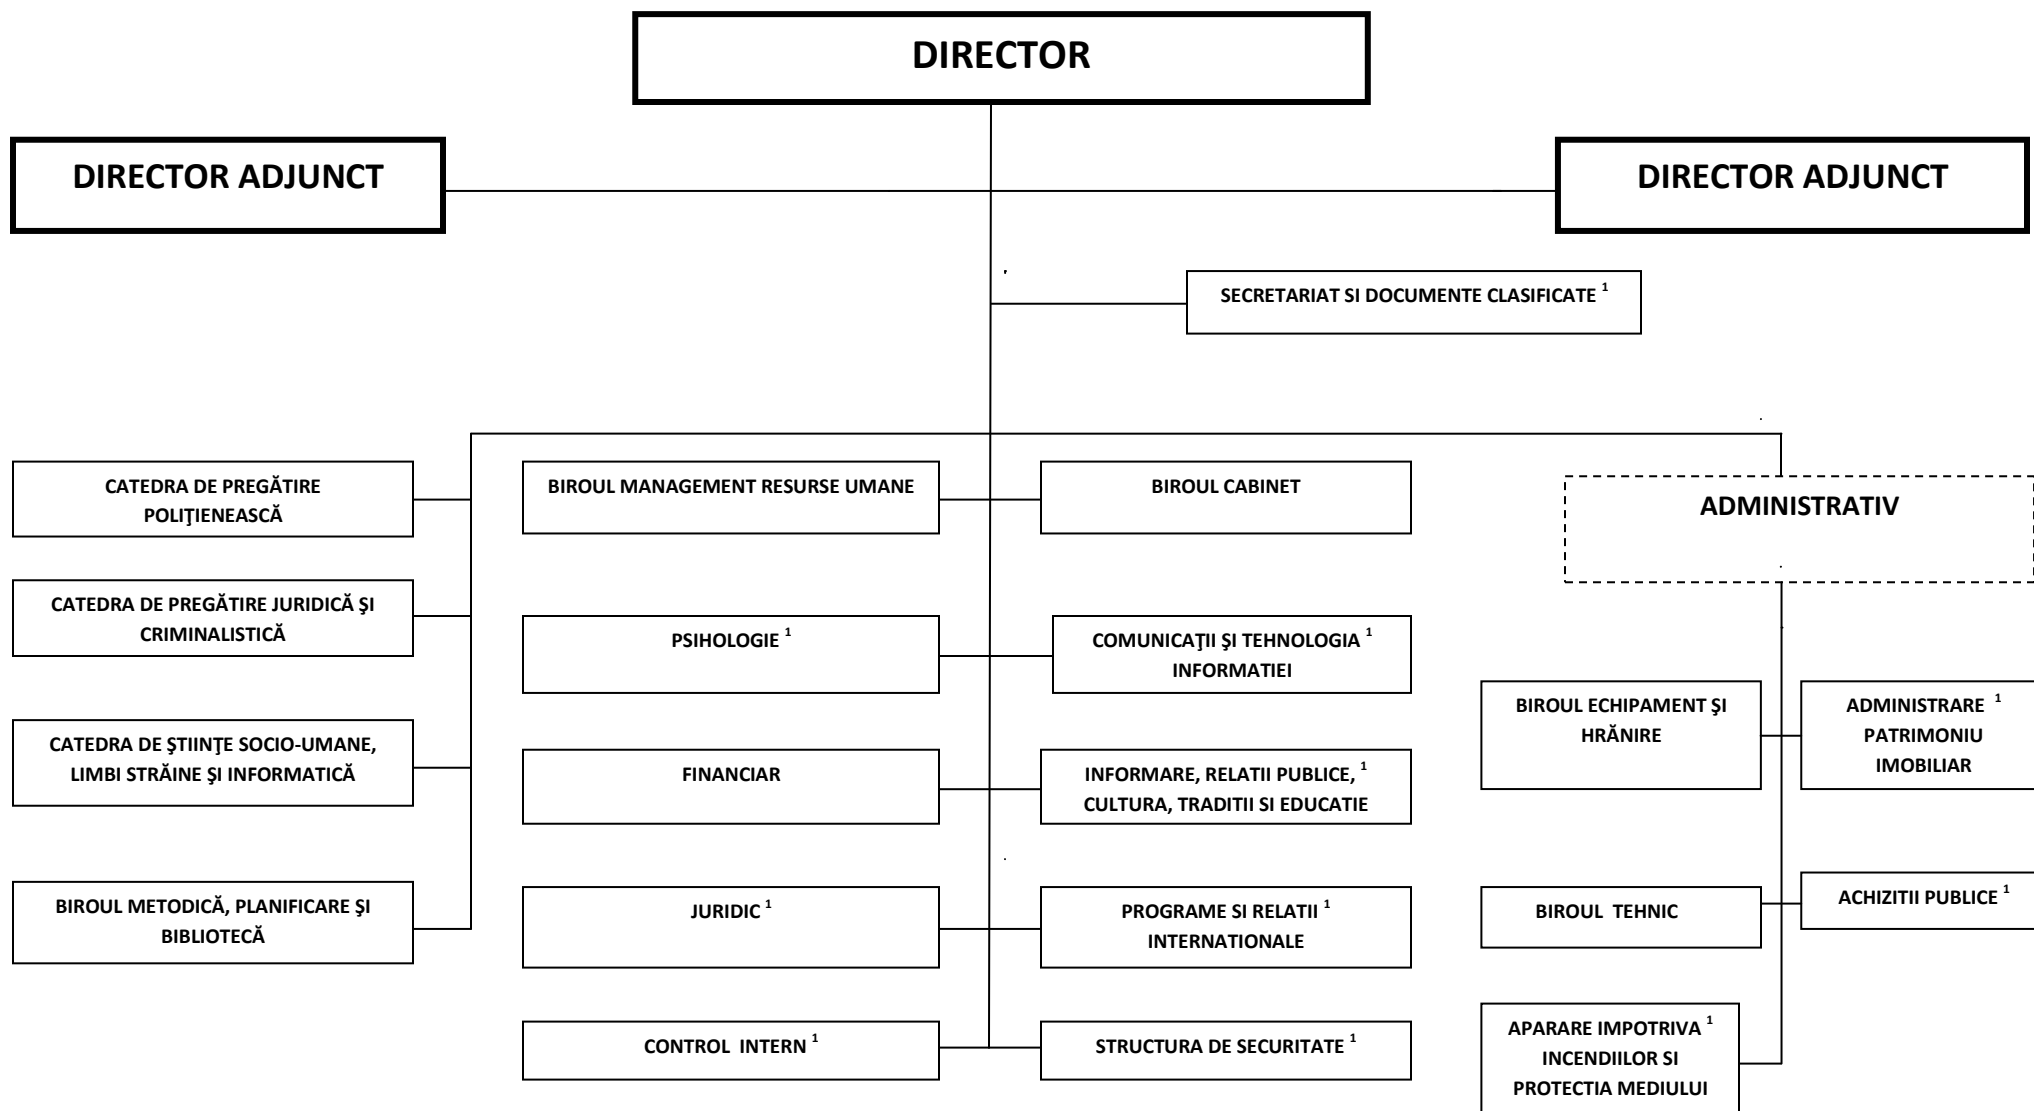 DIRECTOR
DIRECTOR ADJUNCT
DIRECTOR ADJUNCT
SECRETARIAT SI DOCUMENTE CLASIFICATE 1
CATEDRA DE PREGĂTIRE
POLIŢIENEASCĂ
BIROUL MANAGEMENT RESURSE UMANE
BIROUL CABINET
ADMINISTRATIV
CATEDRA DE PREGĂTIRE JURIDICĂ ŞI
CRIMINALISTICĂ
PSIHOLOGIE 1
COMUNICAŢII ŞI TEHNOLOGIA 1
INFORMATIEI
BIROUL ECHIPAMENT ŞI
HRĂNIRE
ADMINISTRARE 1
PATRIMONIU
IMOBILIAR
CATEDRA DE ŞTIINŢE SOCIO-UMANE,
LIMBI STRĂINE ŞI INFORMATICĂ
FINANCIAR
INFORMARE, RELATII PUBLICE, 1
CULTURA, TRADITII SI EDUCATIE
BIROUL METODICĂ, PLANIFICARE ŞI
BIBLIOTECĂ
JURIDIC 1
PROGRAME SI RELATII 1
INTERNATIONALE
BIROUL TEHNIC
ACHIZITII PUBLICE 1
CONTROL INTERN 1
STRUCTURA DE SECURITATE 1
APARARE IMPOTRIVA 1
INCENDIILOR SI
PROTECTIA MEDIULUI